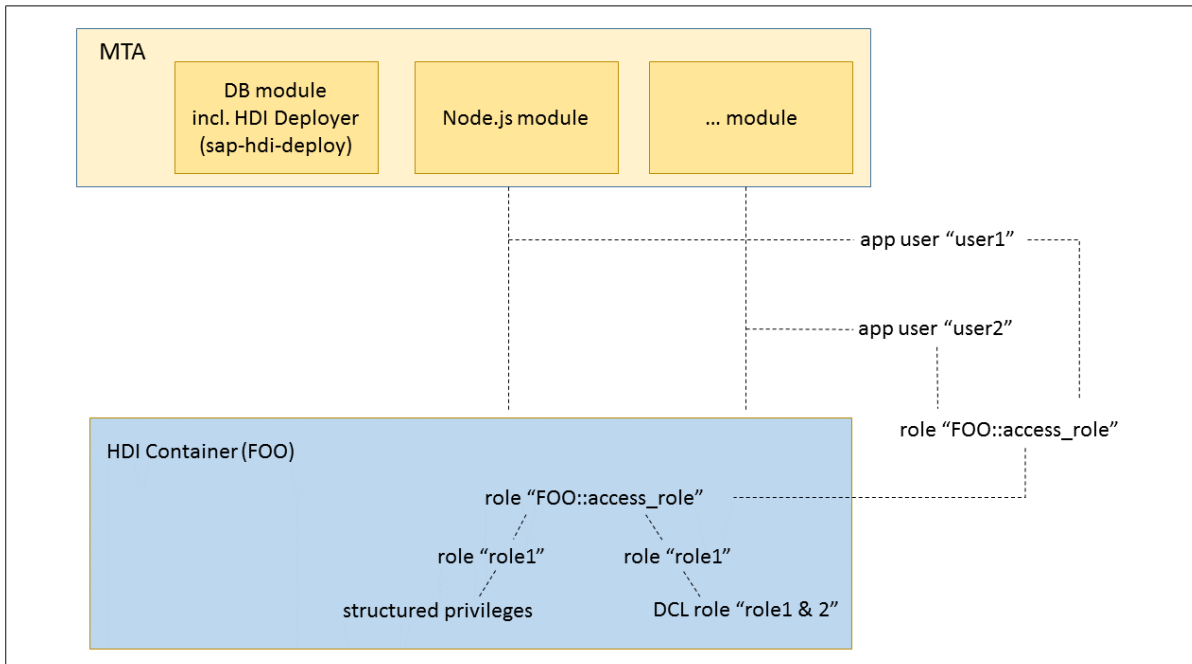 MTA
DB module
incl. HDI Deployer
(sap-hdi-deploy)
Node.js module
... module
app user “user1”
app user “user2”
role “FOO::access_role”
HDI Container (FOO)
role “FOO::access_role”
role “role1”
role “role1”
structured privileges
DCL role “role1 & 2”